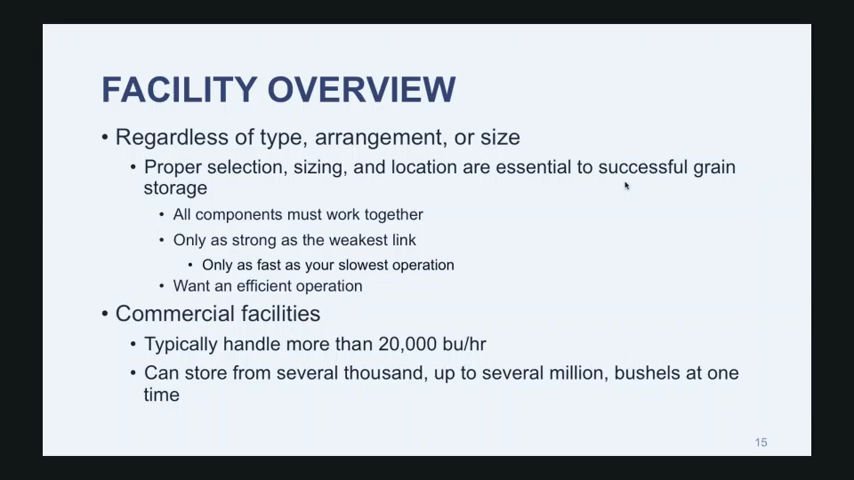 FACILITY OVERVIEW
• Regardless of type, arrangement, or size
• Proper selection, sizing, and location are essential to successful grain
storage
• All components must work together
• Only as strong as the weakest link
• Only as fast as your slowest operation
• Want an efficient operation
• Commercial facilities
• Typically handle more than 20,000 bu/hr
• Can store from several thousand, up to several million, bushels at one
time
15